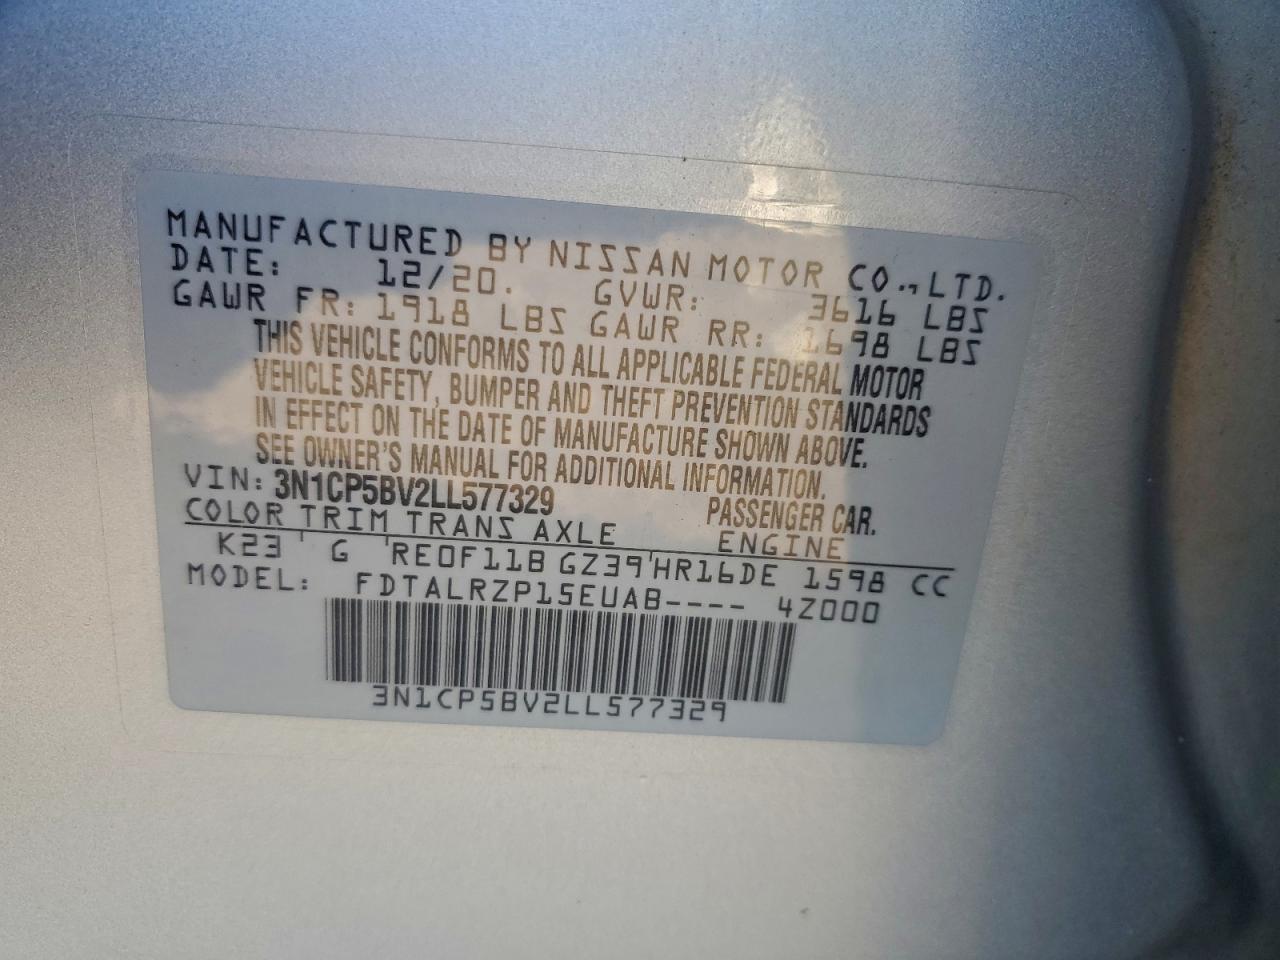 MANUFACTURED BY NISSAN MOTOR CO., LTD.
DATE: 12/20. GVWR: 3616 LBS
GAWR FR: 1918 LBS GAWR RR: 1698 LBS
THIS VEHICLE CONFORMS TO ALL APPLICABLE FEDERAL MOTOR
VEHICLE SAFETY, BUMPER AND THEFT PREVENTION STANDARDS
IN EFFECT ON THE DATE OF MANUFACTURE SHOWN ABOVE.
SEE OWNER'S MANUAL FOR ADDITIONAL INFORMATION.
VIN: 3N1CP5BV2LL577329 PASSENGER CAR.
COLOR TRIM TRANS AXLE ENGINE
K23 ' G 'RE0F11B GZ39'HR16DE 1598 CC
MODEL: FDTALRZP15EUAB---- 4Z000
3N1CP5BV2LL577329